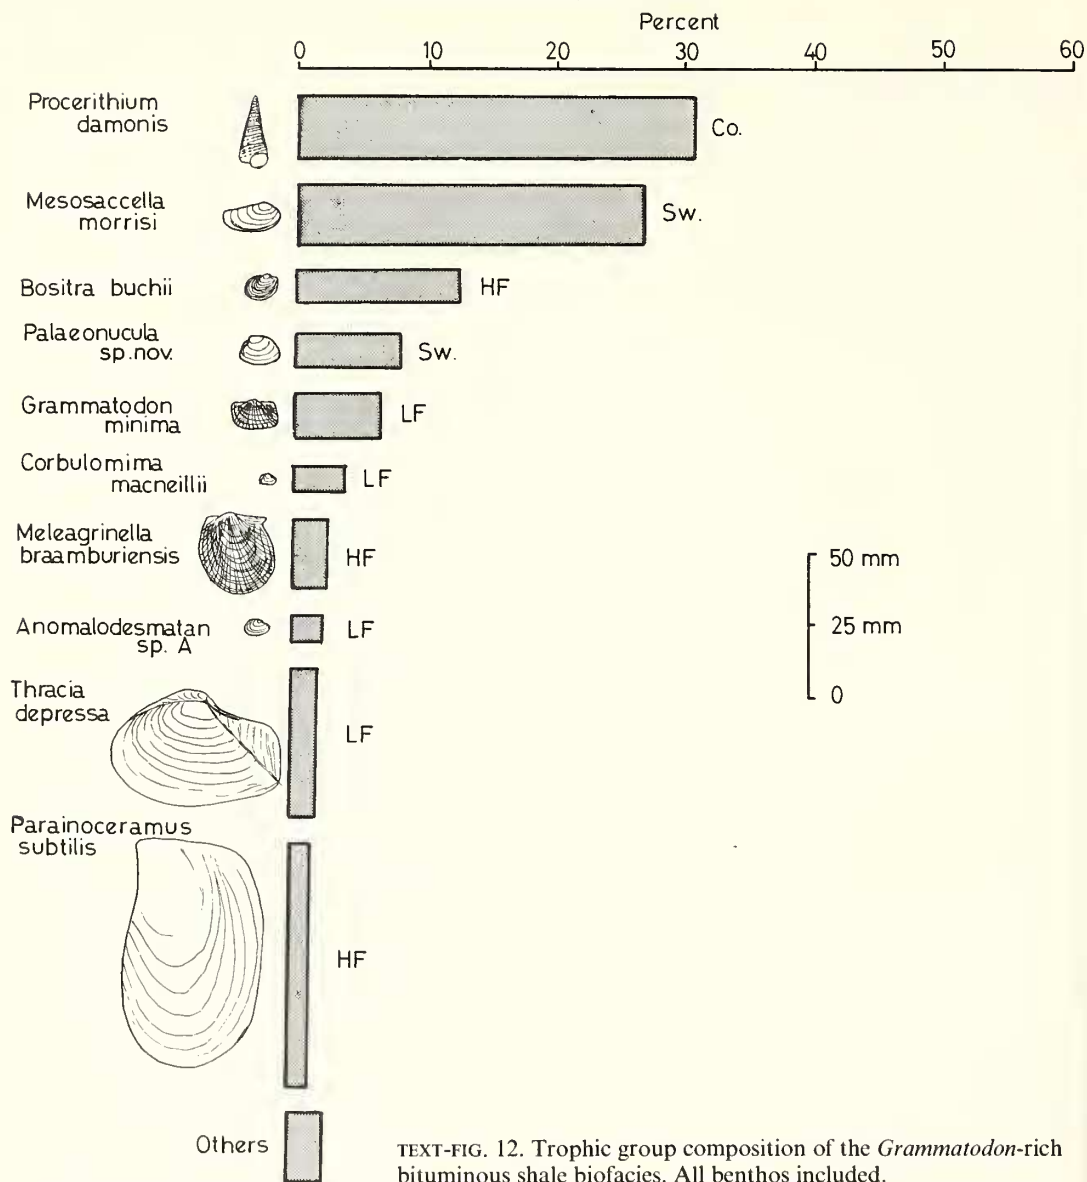 Percent
0 10 20 30 40 50 60
Procerithium
damonis
Co.
Mesosaccella
morrisi
Sw.
Bositra buchii
HF
Palaeonucula
sp.nov.
Sw.
Grammatodon
minima
LF
Corbulomima
macneillii
LF
Meleagrinella
braamburiensis
HF
50 mm
25 mm
0
Anomalodesmatan
sp. A
LF
Thracia
depressa
LF
Parainoceramus
subtilis
HF
Others
TEXT-FIG. 12. Trophic group composition of the Grammatodon-rich
bituminous shale biofacies. All benthos included.